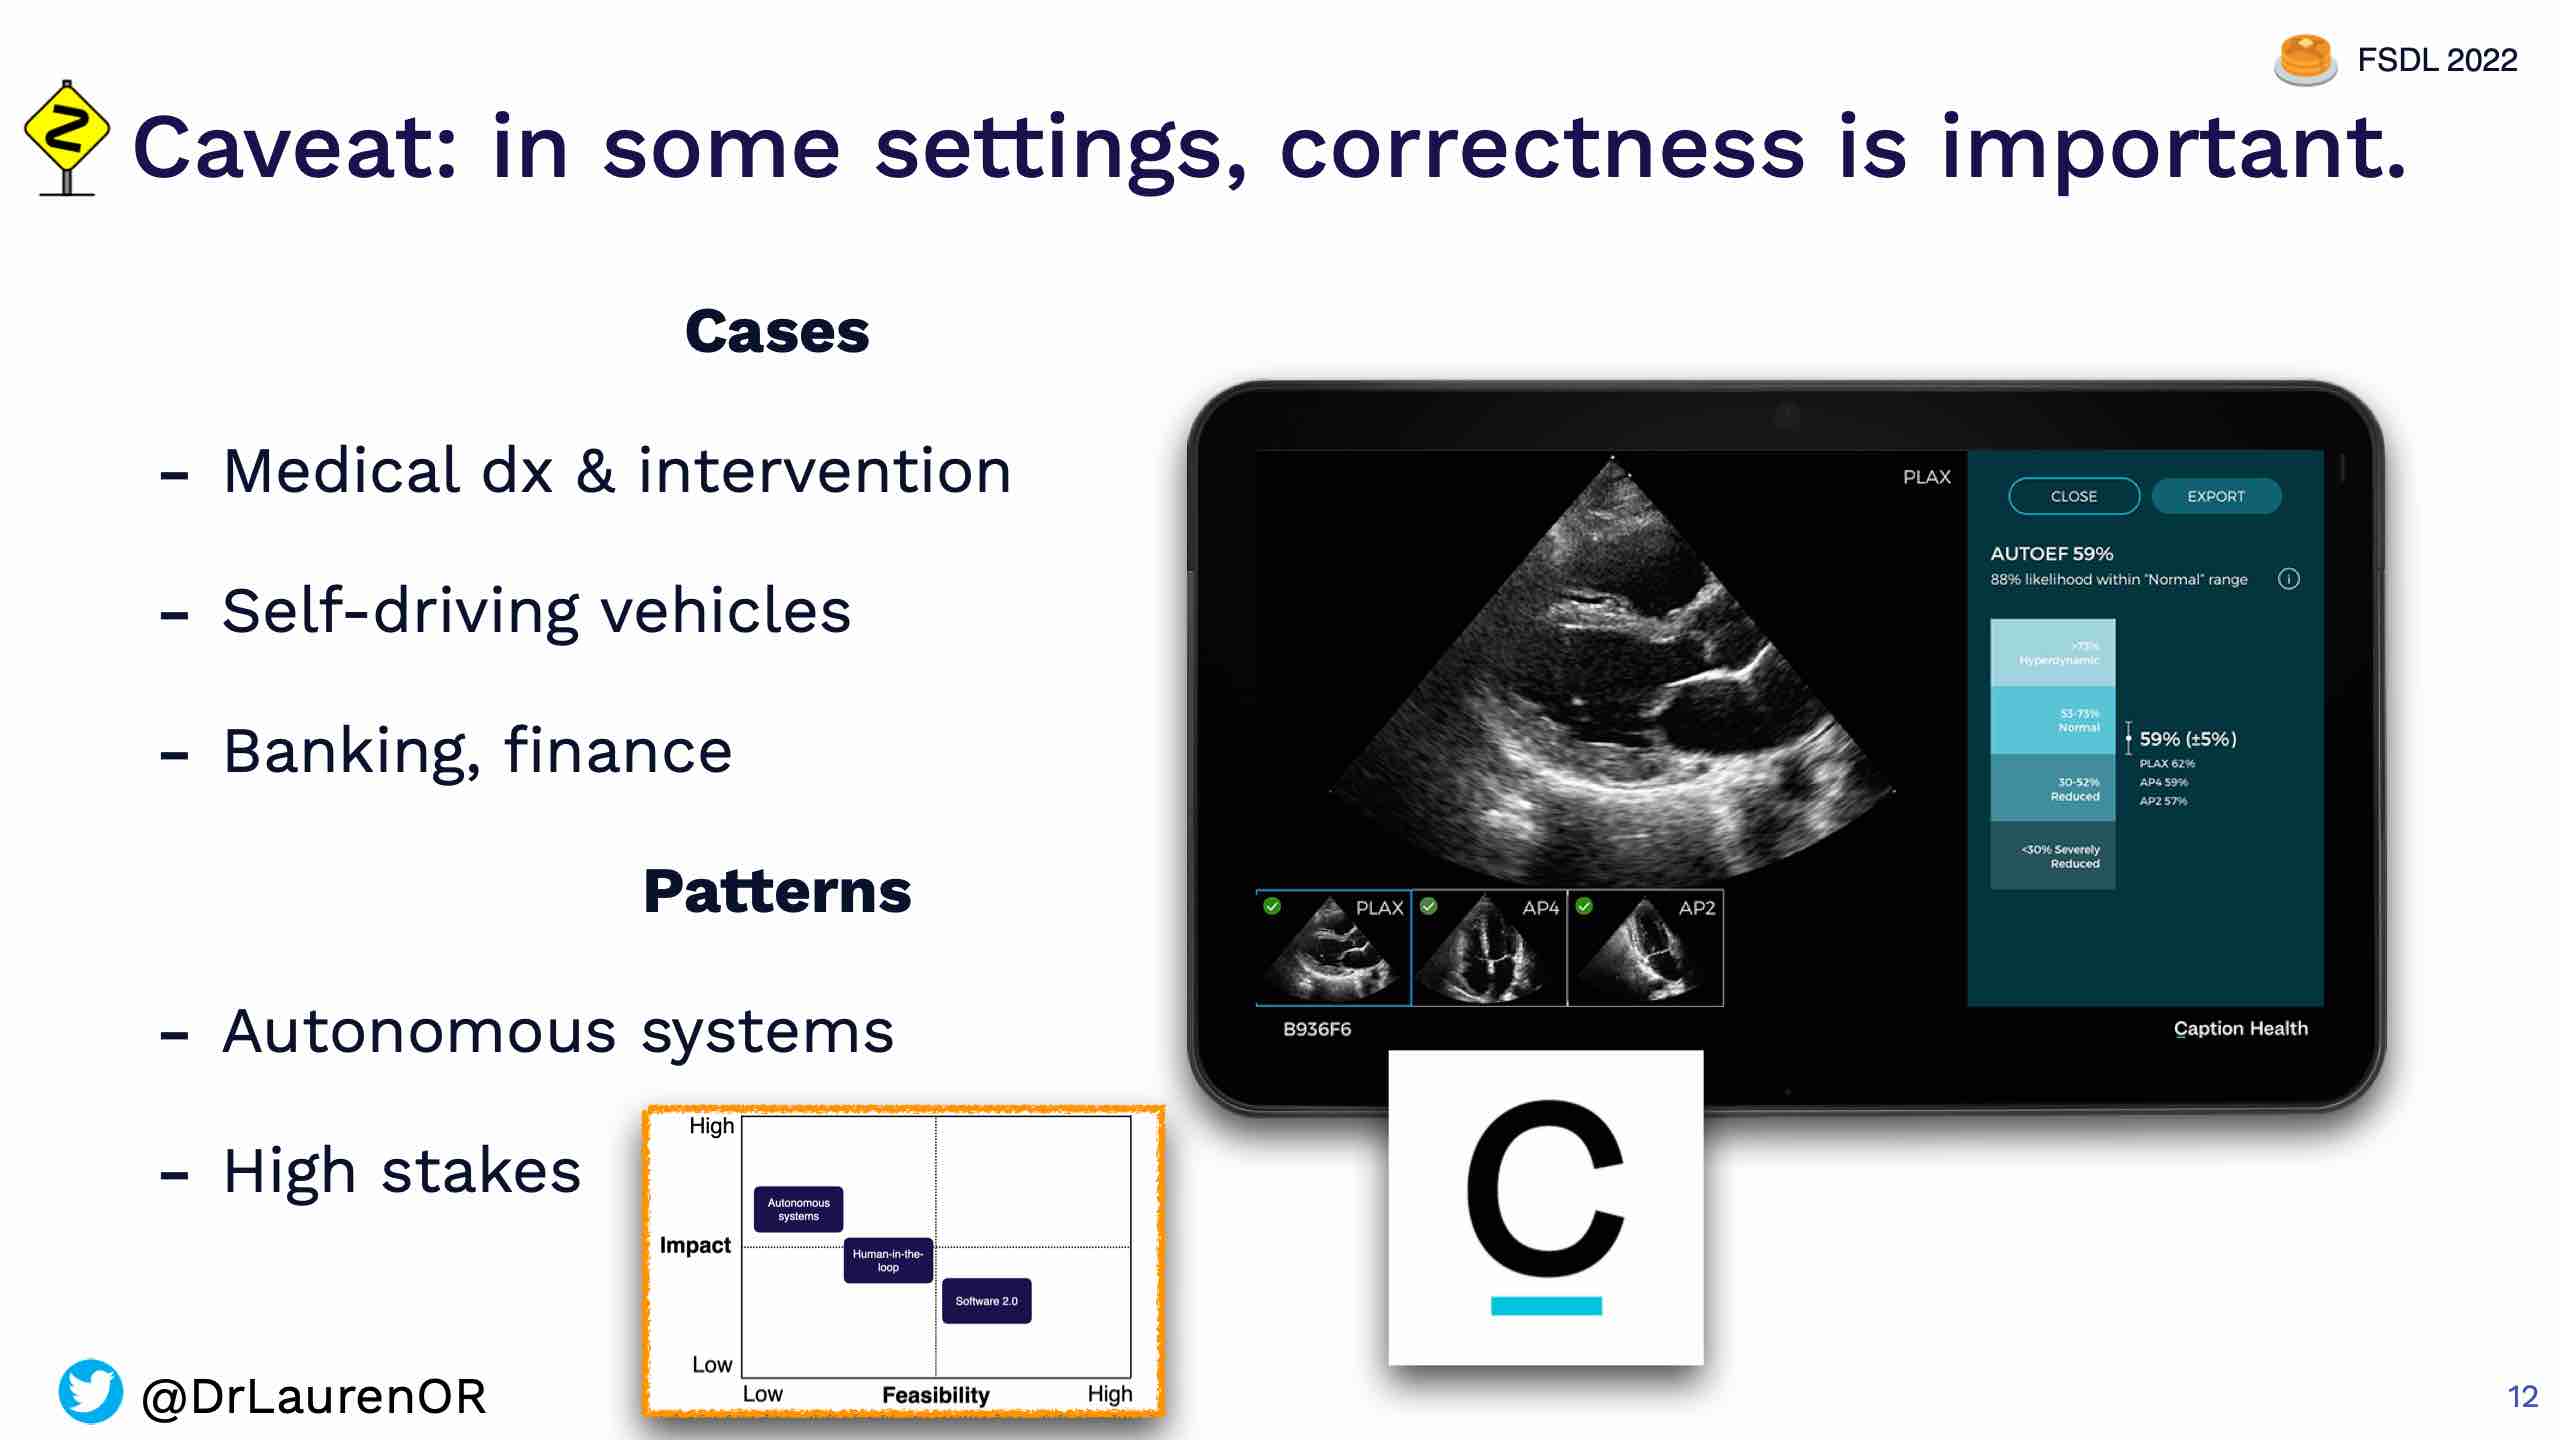 FSDL 2022
Caveat: in some settings, correctness is important.
Cases
- Medical dx & intervention
- Self-driving vehicles
- Banking, finance
Patterns
- Autonomous systems
- High stakes
High
Autonomous
systems
Impact
Human-in-the-
loop
Software 2.0
Low
Low
Feasibility
High
PLAX
CLOSE
EXPORT
AUTOEF 59%
88% likelihood within "Normal" range
>73%
Hyperdynamic
53-73%
Normal
59% (±5%)
PLAX 62%
AP4 59%
AP2 57%
30-52%
Reduced
<30% Severely
Reduced
PLAX
AP4
AP2
B936F6
Caption Health
C
@DrLaurenOR
12